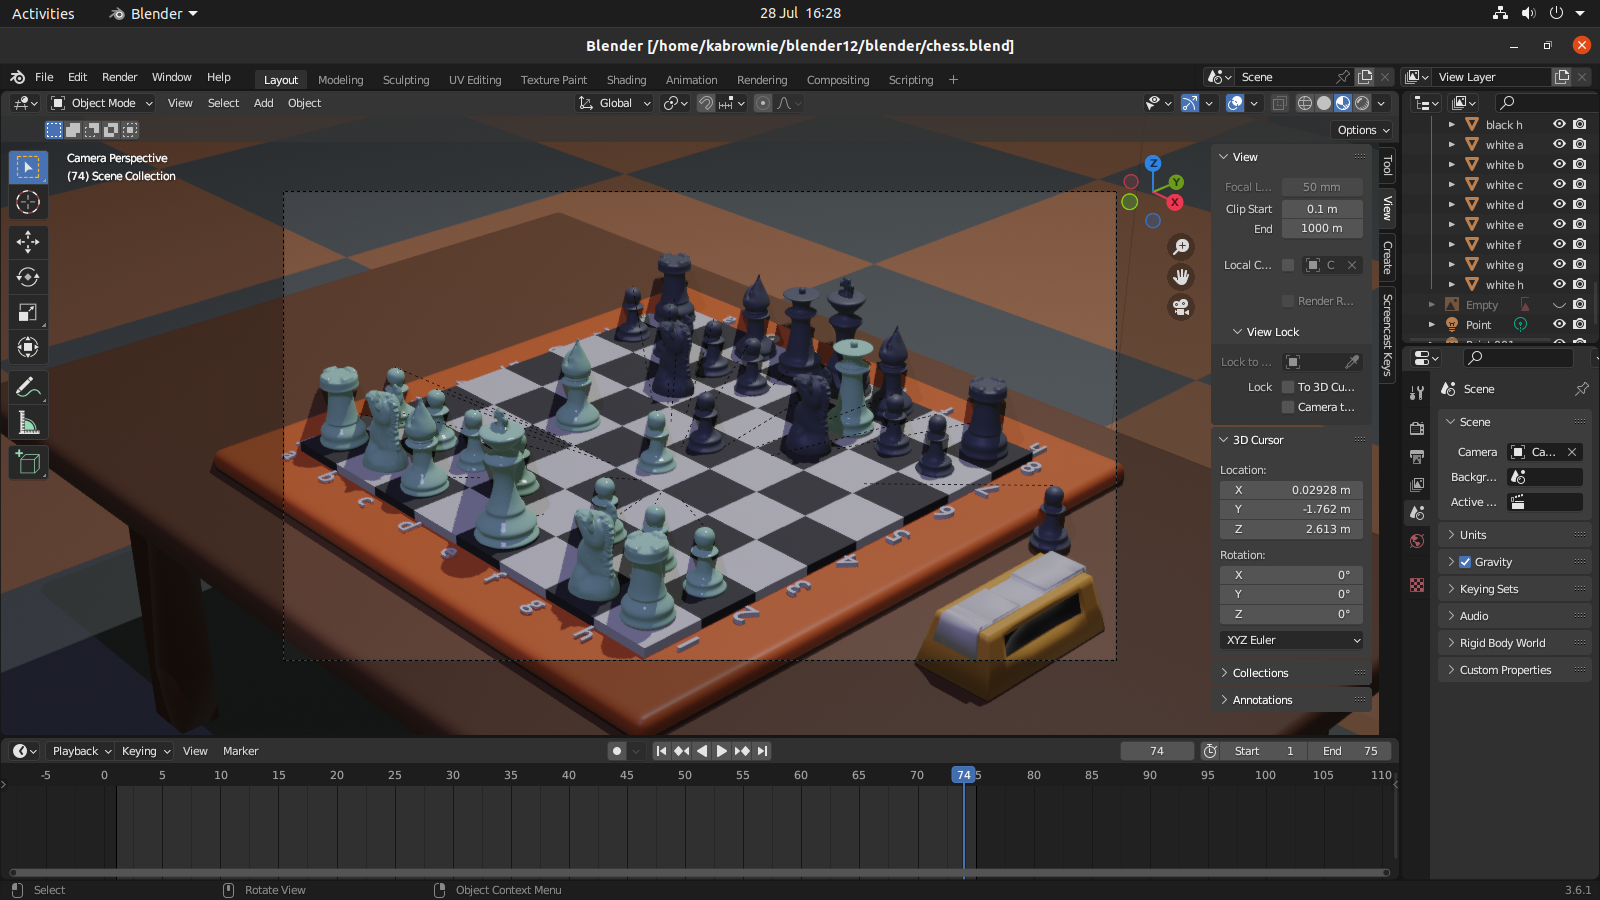 Activities
Blender
28 Jul 16:28
Blender [/home/kabrownie/blender12/blender/chess.blend]
File Edit Render Window Help
Layout Modeling Sculpting UV Editing Texture Paint Shading Animation Rendering Compositing Scripting +
Scene
View Layer
Object Mode View Select Add Object
Global
Options
Camera Perspective
(74) Scene Collection
Z
Y
X
View
Focal L... 50 mm
Clip Start 0.1 m
End 1000 m
Local C... C
Render R...
View Lock
Lock to ...
Lock To 3D Cu...
Camera t...
3D Cursor
Location:
X 0.02928 m
Y -1.762 m
Z 2.613 m
Rotation:
X 0°
Y 0°
Z 0°
XYZ Euler
Collections
Annotations
Tool
View
Create
Screencast Keys
black h
white a
white b
white c
white d
white e
white f
white g
white h
Empty
Point
Scene
Scene
Camera Ca...
Backgr...
Active ...
Units
Gravity
Keying Sets
Audio
Rigid Body World
Custom Properties
a
b
c
d
e
f
g
h
1
2
3
4
5
6
7
8
H
Playback Keying View Marker
74
Start 1
End 75
-5 0 5 10 15 20 25 30 35 40 45 50 55 60 65 70 74 5 80 85 90 95 100 105 110
Select
Rotate View
Object Context Menu
3.6.1